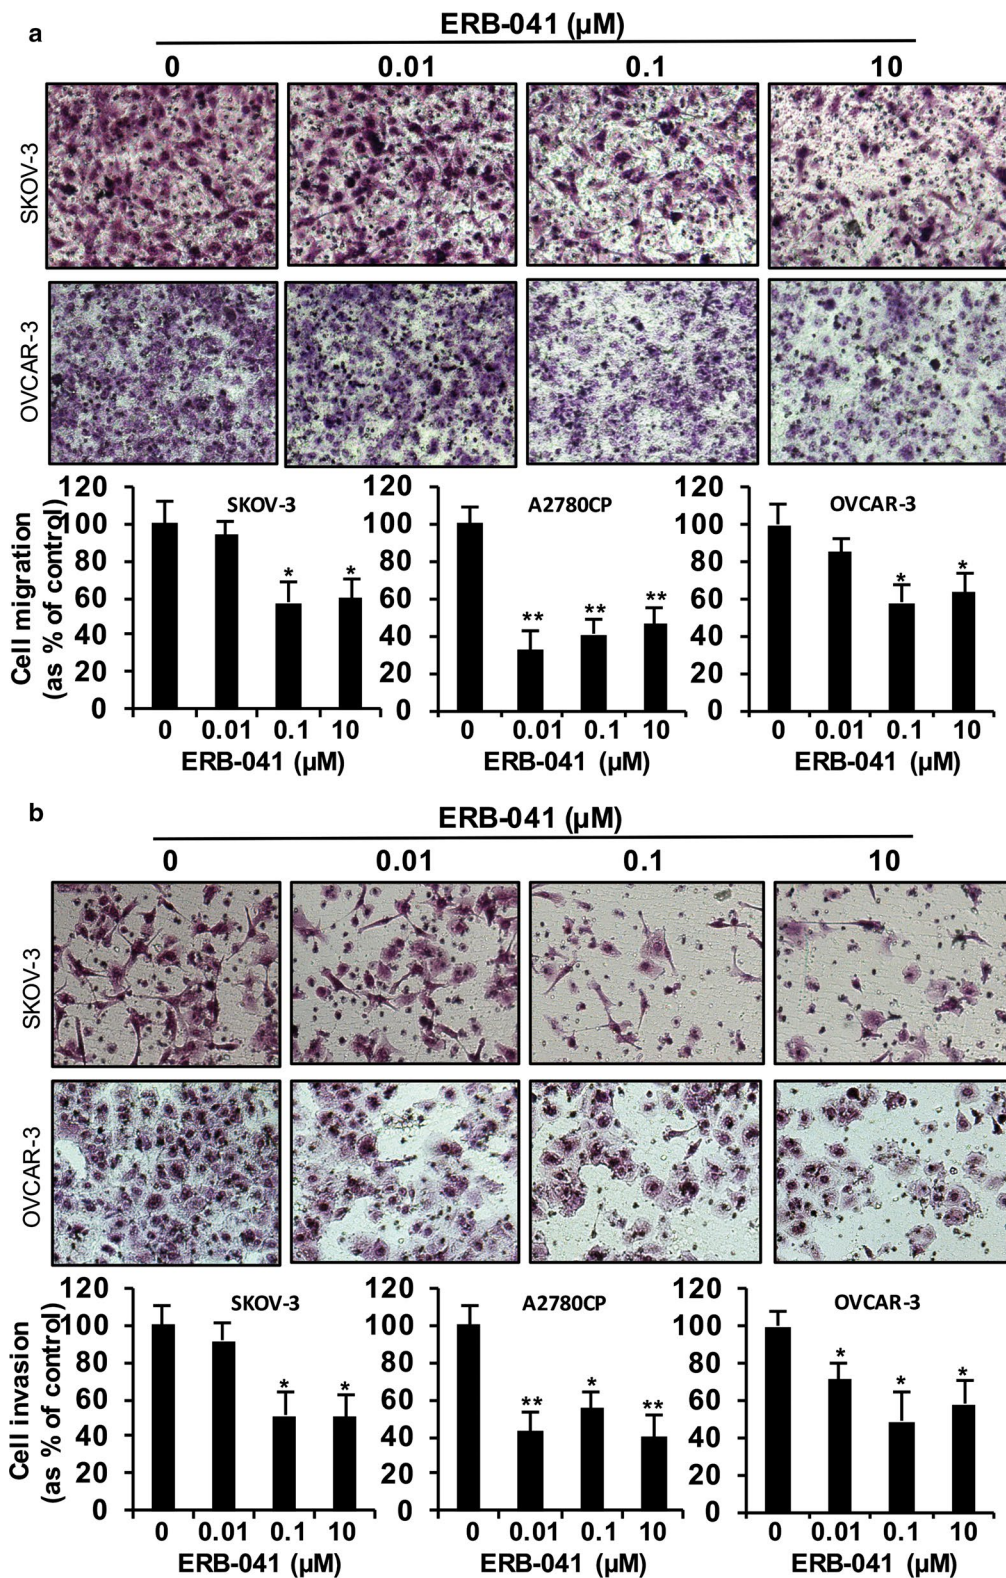 a
ERB-041 (µM)
0 0.01 0.1 10
SKOV-3
OVCAR-3
Cell migration
(as % of control)
120
100
80
60
40
20
0
SKOV-3
* *
0 0.01 0.1 10
ERB-041 (µM)
120
100
80
60
40
20
0
A2780CP
** ** **
0 0.01 0.1 10
ERB-041 (µM)
120
100
80
60
40
20
0
OVCAR-3
* *
0 0.01 0.1 10
ERB-041 (µM)
b
ERB-041 (µM)
0 0.01 0.1 10
SKOV-3
OVCAR-3
Cell invasion
(as % of control)
120
100
80
60
40
20
0
SKOV-3
* *
0 0.01 0.1 10
ERB-041 (µM)
120
100
80
60
40
20
0
A2780CP
** * **
0 0.01 0.1 10
ERB-041 (µM)
120
100
80
60
40
20
0
OVCAR-3
* * *
0 0.01 0.1 10
ERB-041 (µM)